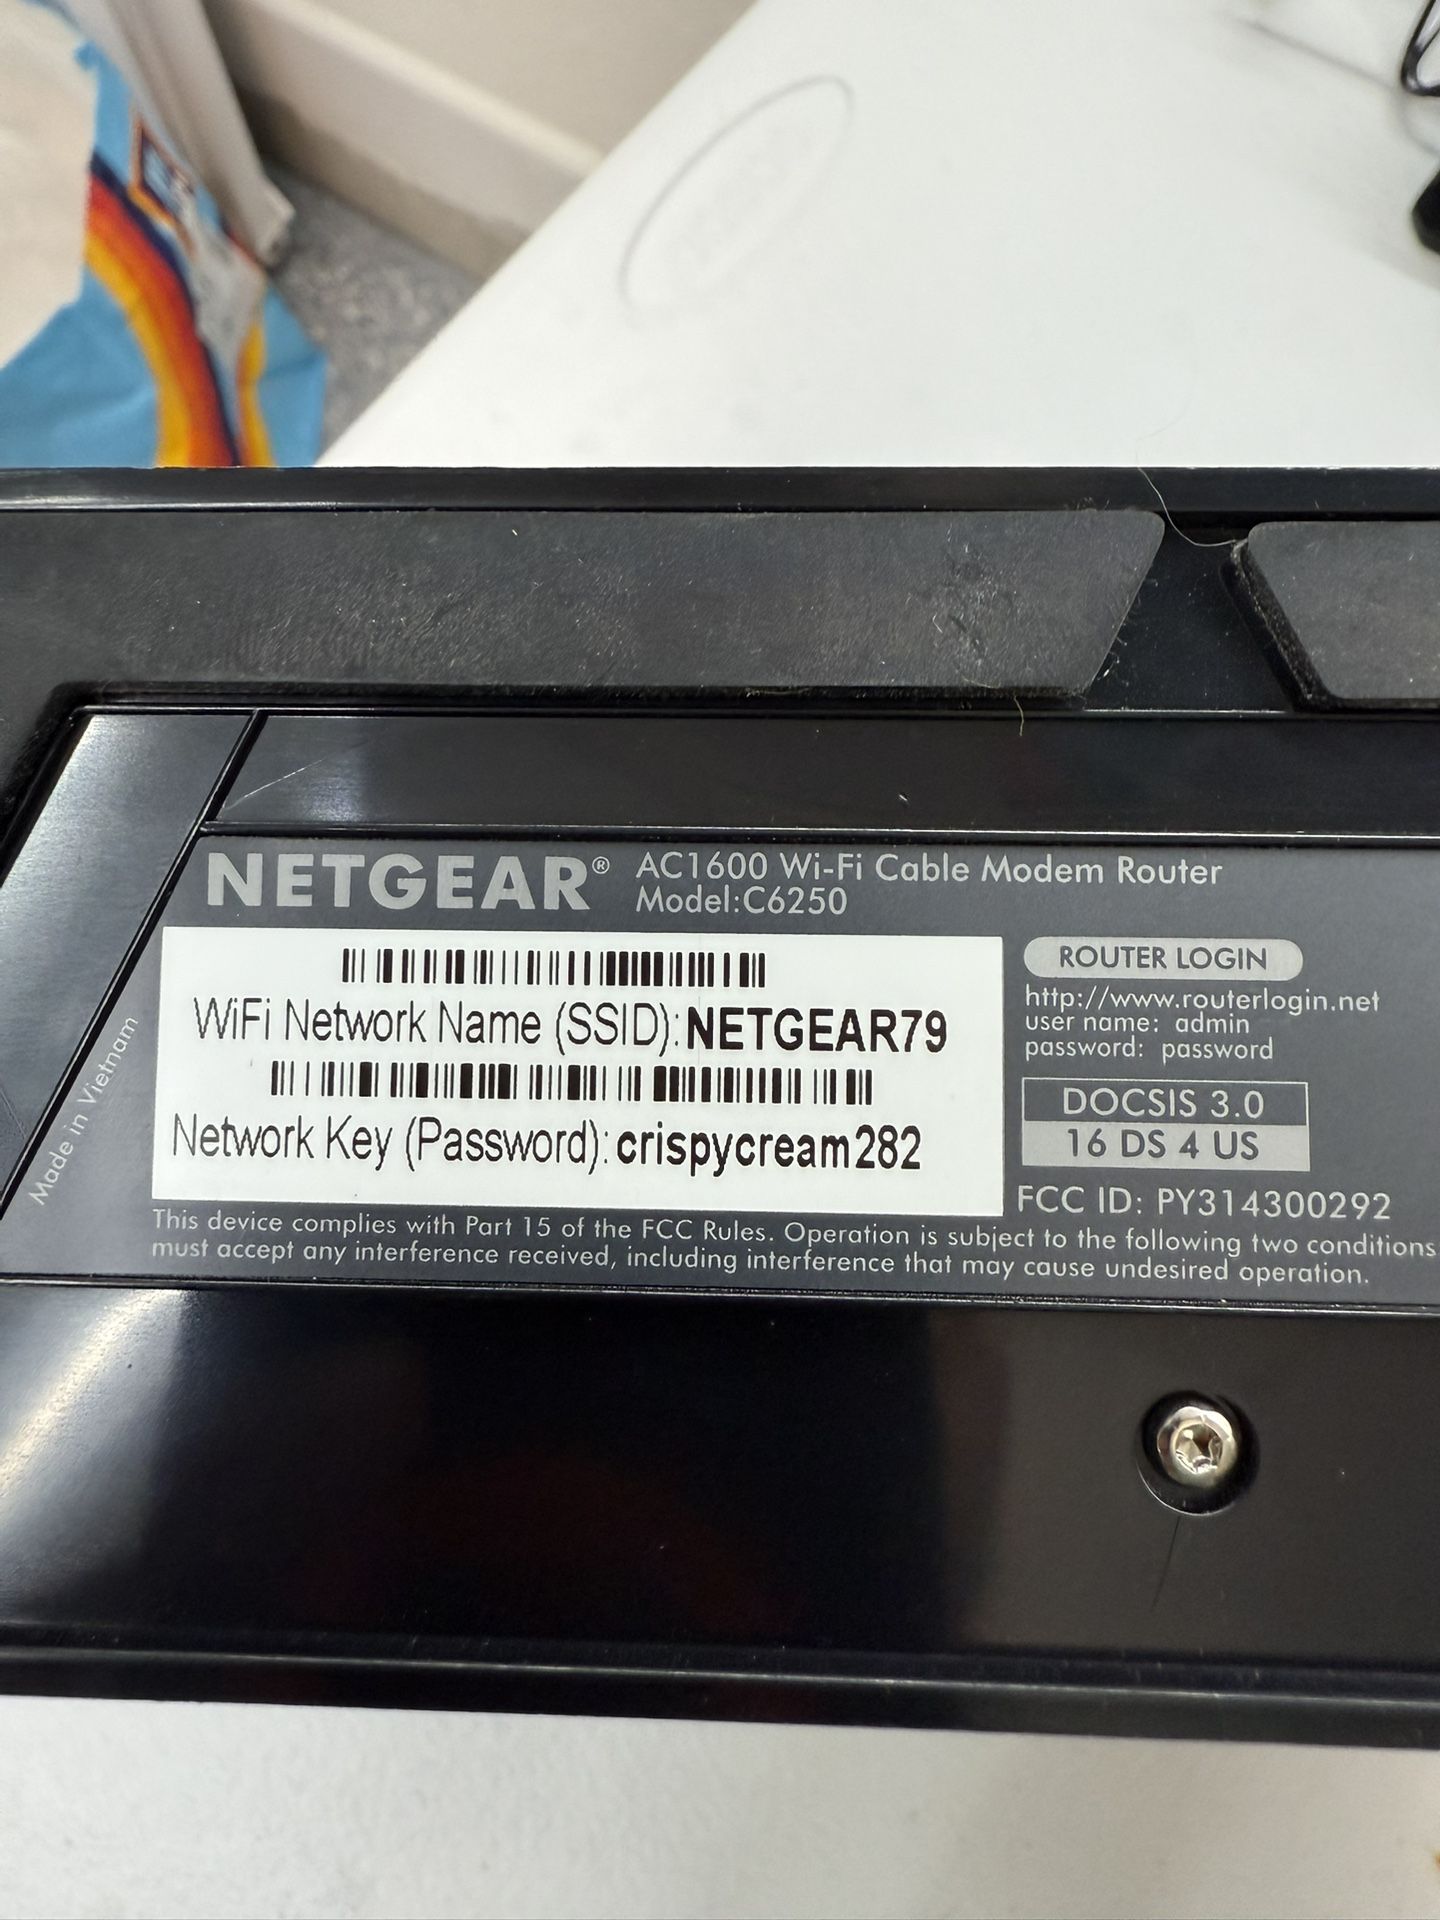 NETGEAR® AC1600 Wi-Fi Cable Modem Router
Model:C6250
WiFi Network Name (SSID): NETGEAR79
Network Key (Password): crispycream282
ROUTER LOGIN
http://www.routerlogin.net
user name: admin
password: password
DOCSIS 3.0
16 DS 4 US
FCC ID: PY314300292
This device complies with Part 15 of the FCC Rules. Operation is subject to the following two conditions
must accept any interference received, including interference that may cause undesired operation.
Made in Vietnam